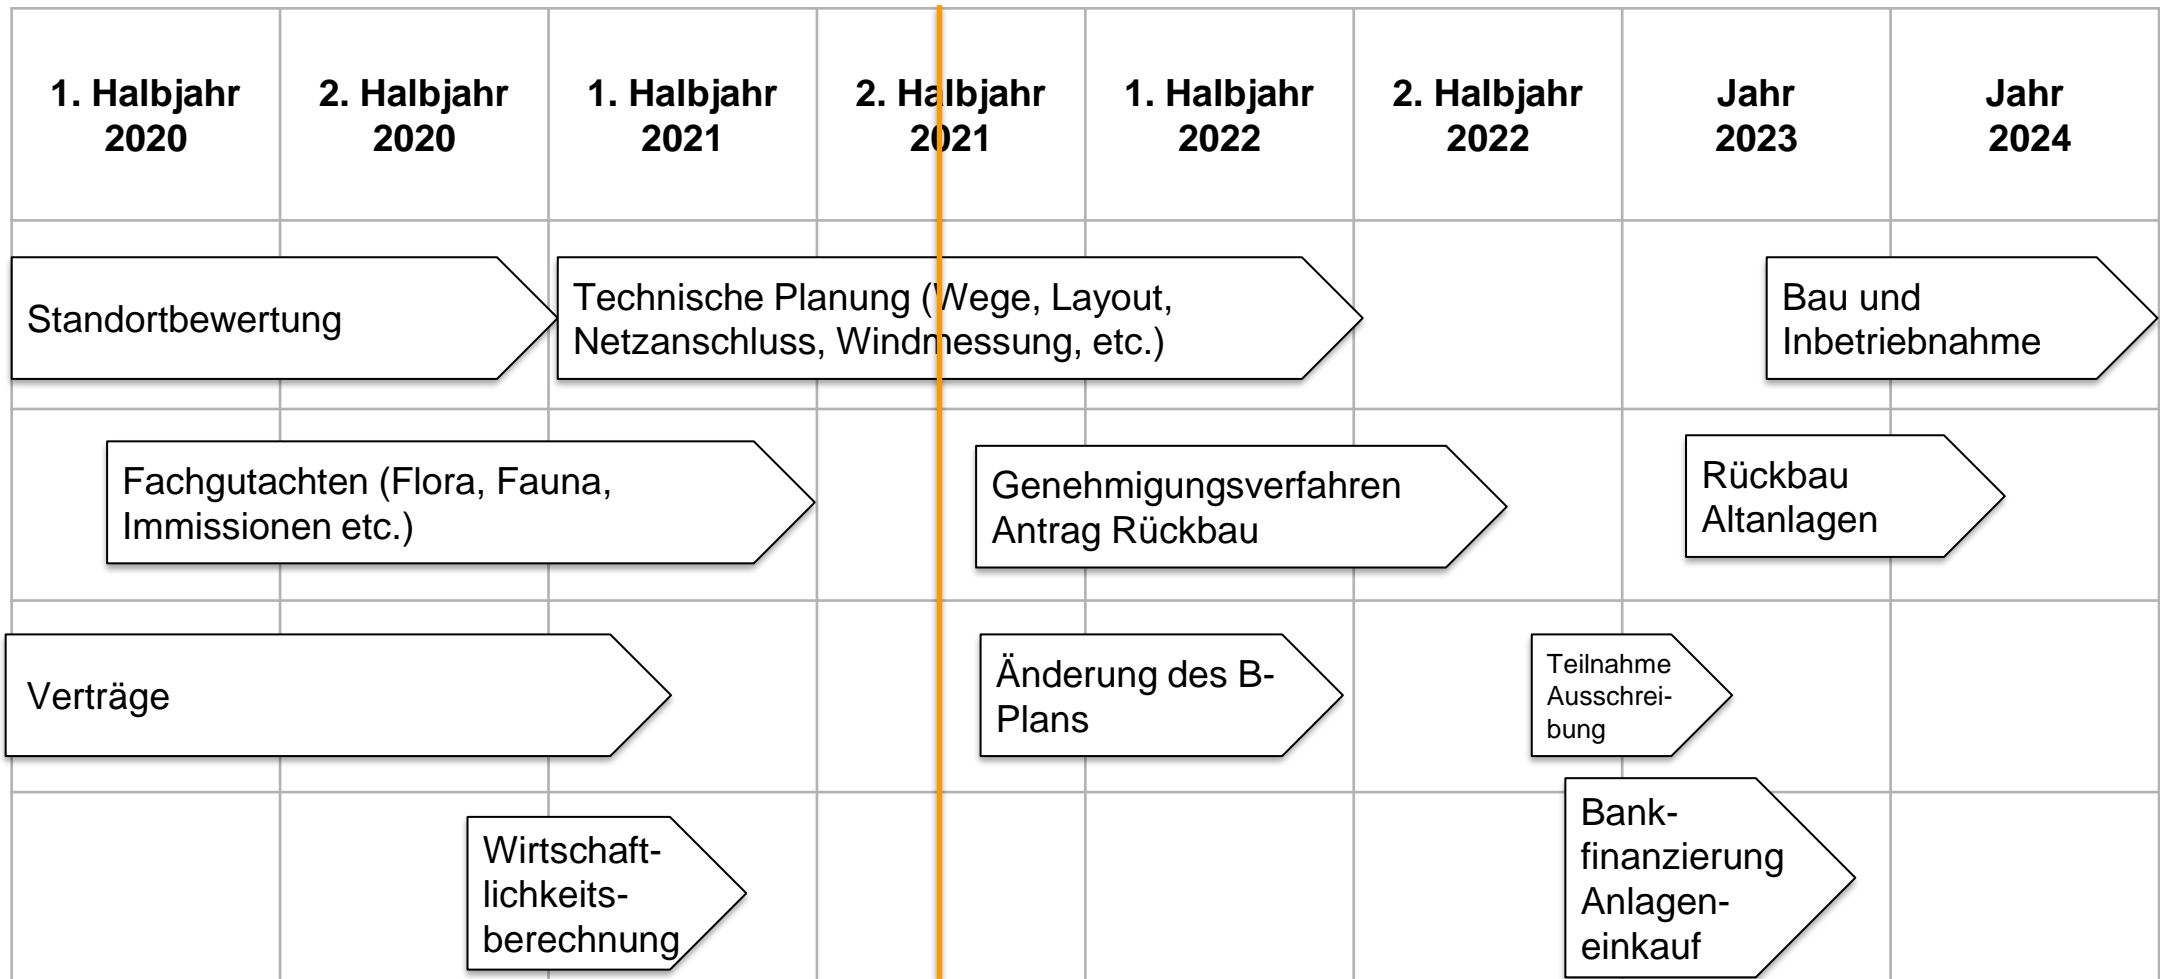 1. Halbjahr
2020
2. Halbjahr
2020
1. Halbjahr
2021
2. Halbjahr
2021
1. Halbjahr
2022
2. Halbjahr
2022
Jahr
2023
Jahr
2024
Standortbewertung
Technische Planung (Wege, Layout,
Netzanschluss, Windmessung, etc.)
Bau und
Inbetriebnahme
Fachgutachten (Flora, Fauna,
Immissionen etc.)
Genehmigungsverfahren
Antrag Rückbau
Rückbau
Altanlagen
Verträge
Änderung des B-
Plans
Teilnahme
Ausschrei-
bung
Wirtschaft-
lichkeits-
berechnung
Bank-
finanzierung
Anlagen-
einkauf